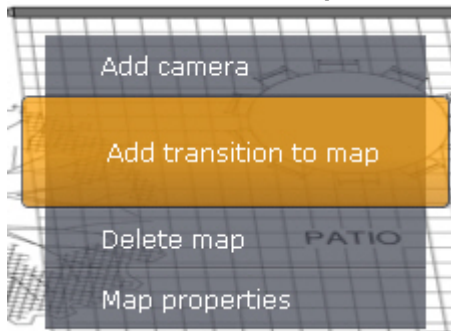 Add camera
Add transition to map
Delete map
PATIO
Map properties